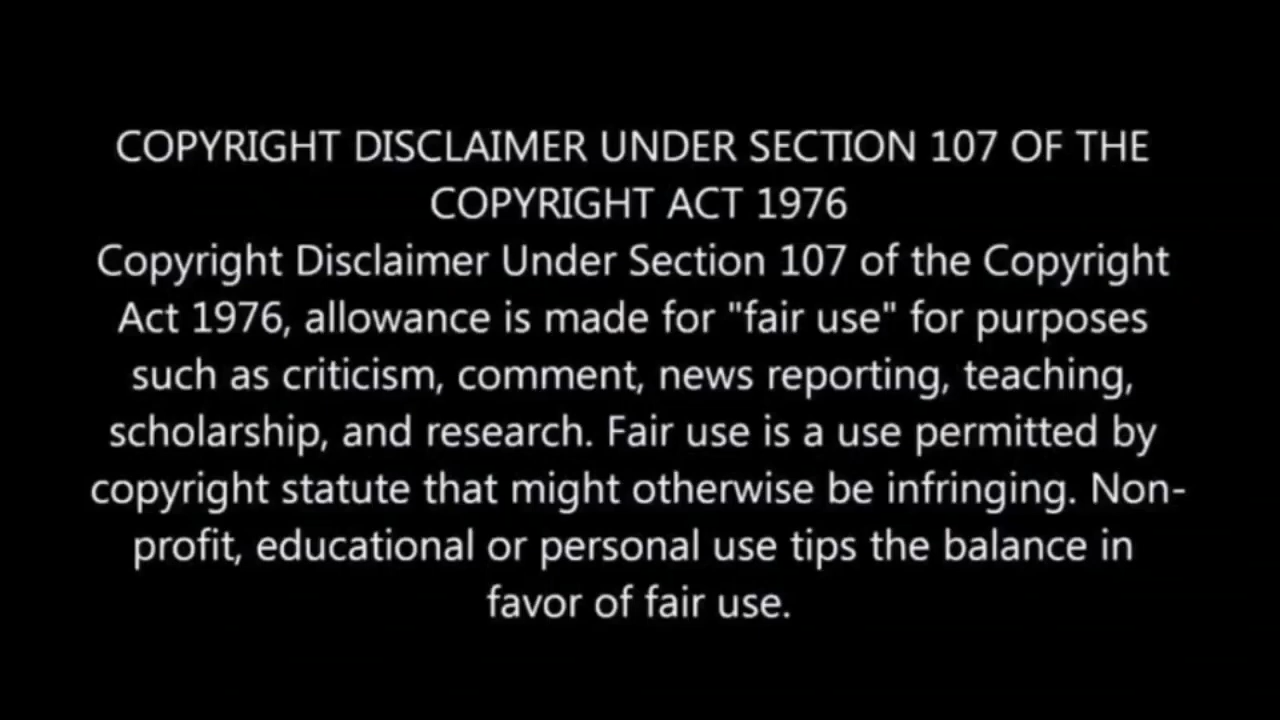 COPYRIGHT DISCLAIMER UNDER SECTION 107 OF THE
COPYRIGHT ACT 1976
Copyright Disclaimer Under Section 107 of the Copyright
Act 1976, allowance is made for "fair use" for purposes
such as criticism, comment, news reporting, teaching,
scholarship, and research. Fair use is a use permitted by
copyright statute that might otherwise be infringing. Non-
profit, educational or personal use tips the balance in
favor of fair use.